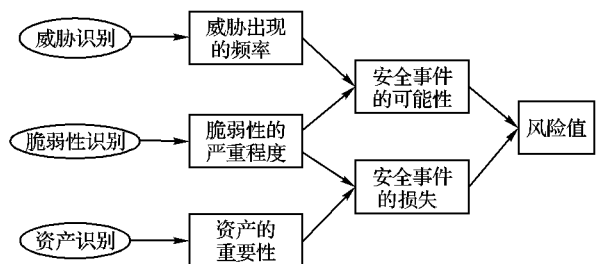 威胁识别
威胁出现
的频率
脆弱性识别
脆弱性的
严重程度
资产识别
资产的
重要性
安全事件
的可能性
安全事件
的损失
风险值